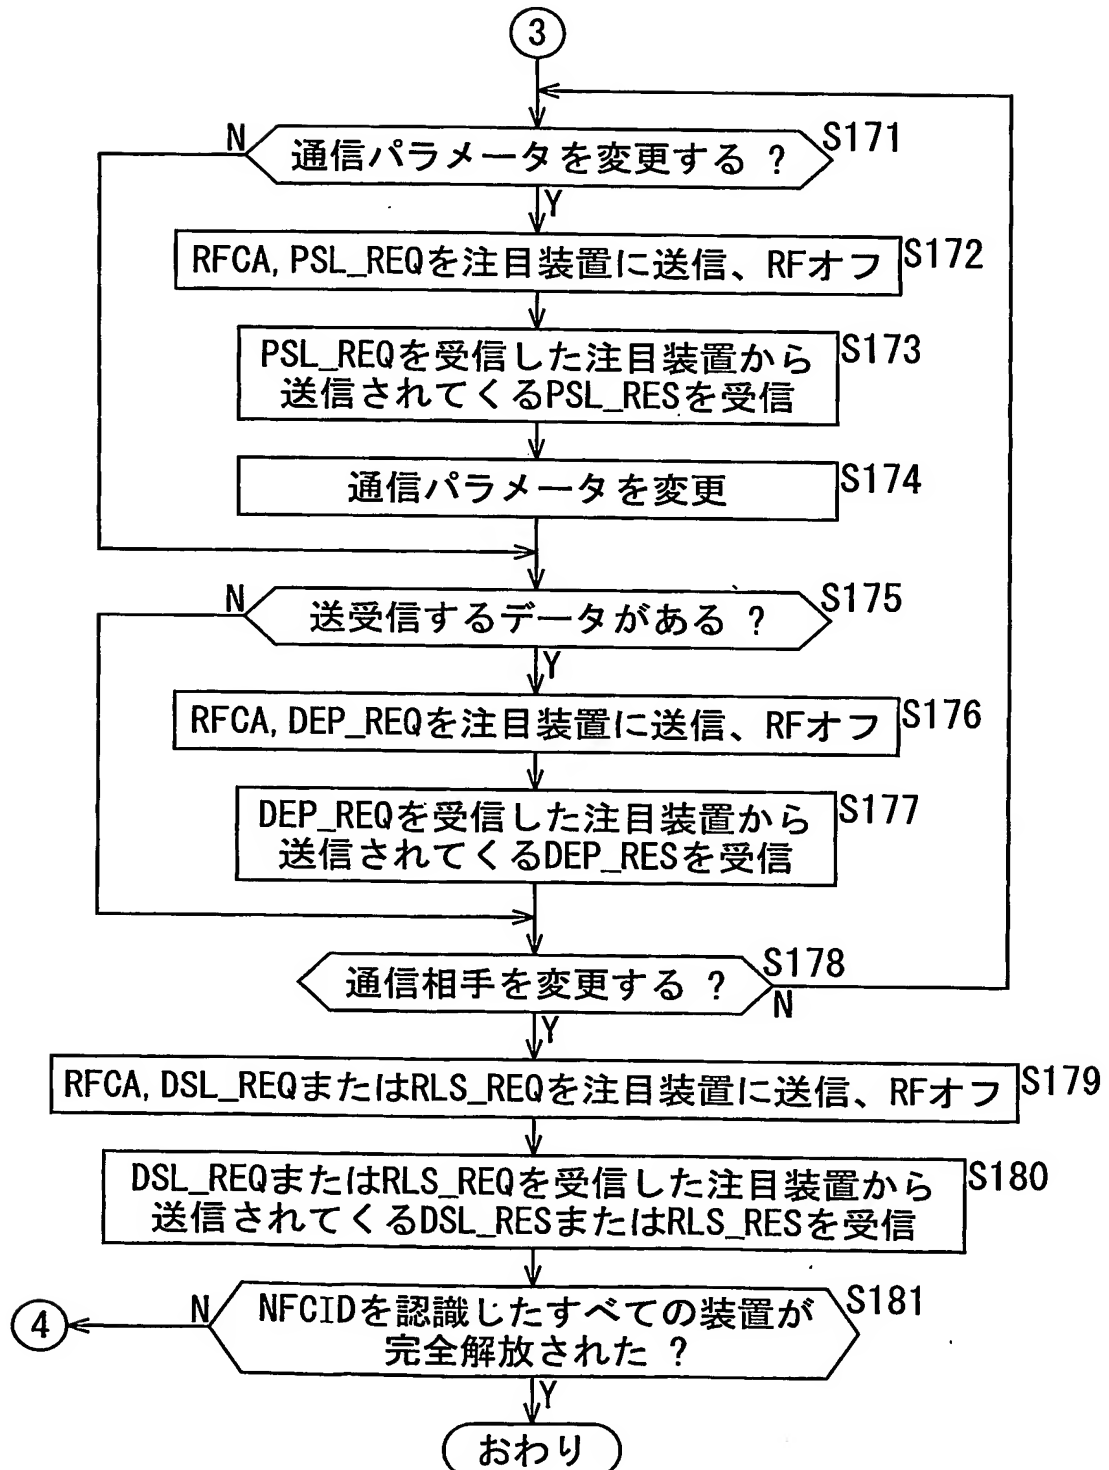 3
N
通信パラメータを変更する ?
S171
Y
RFCA, PSL_REQを注目装置に送信、RFオフ
S172
PSL_REQを受信した注目装置から
送信されてくるPSL_RESを受信
S173
通信パラメータを変更
S174
N
送受信するデータがある ?
S175
Y
RFCA, DEP_REQを注目装置に送信、RFオフ
S176
DEP_REQを受信した注目装置から
送信されてくるDEP_RESを受信
S177
通信相手を変更する ?
S178
N
Y
RFCA, DSL_REQまたはRLS_REQを注目装置に送信、RFオフ
S179
DSL_REQまたはRLS_REQを受信した注目装置から
送信されてくるDSL_RESまたはRLS_RESを受信
S180
4
N
NFCIDを認識じたすべての装置が
完全解放された ?
S181
Y
おわり